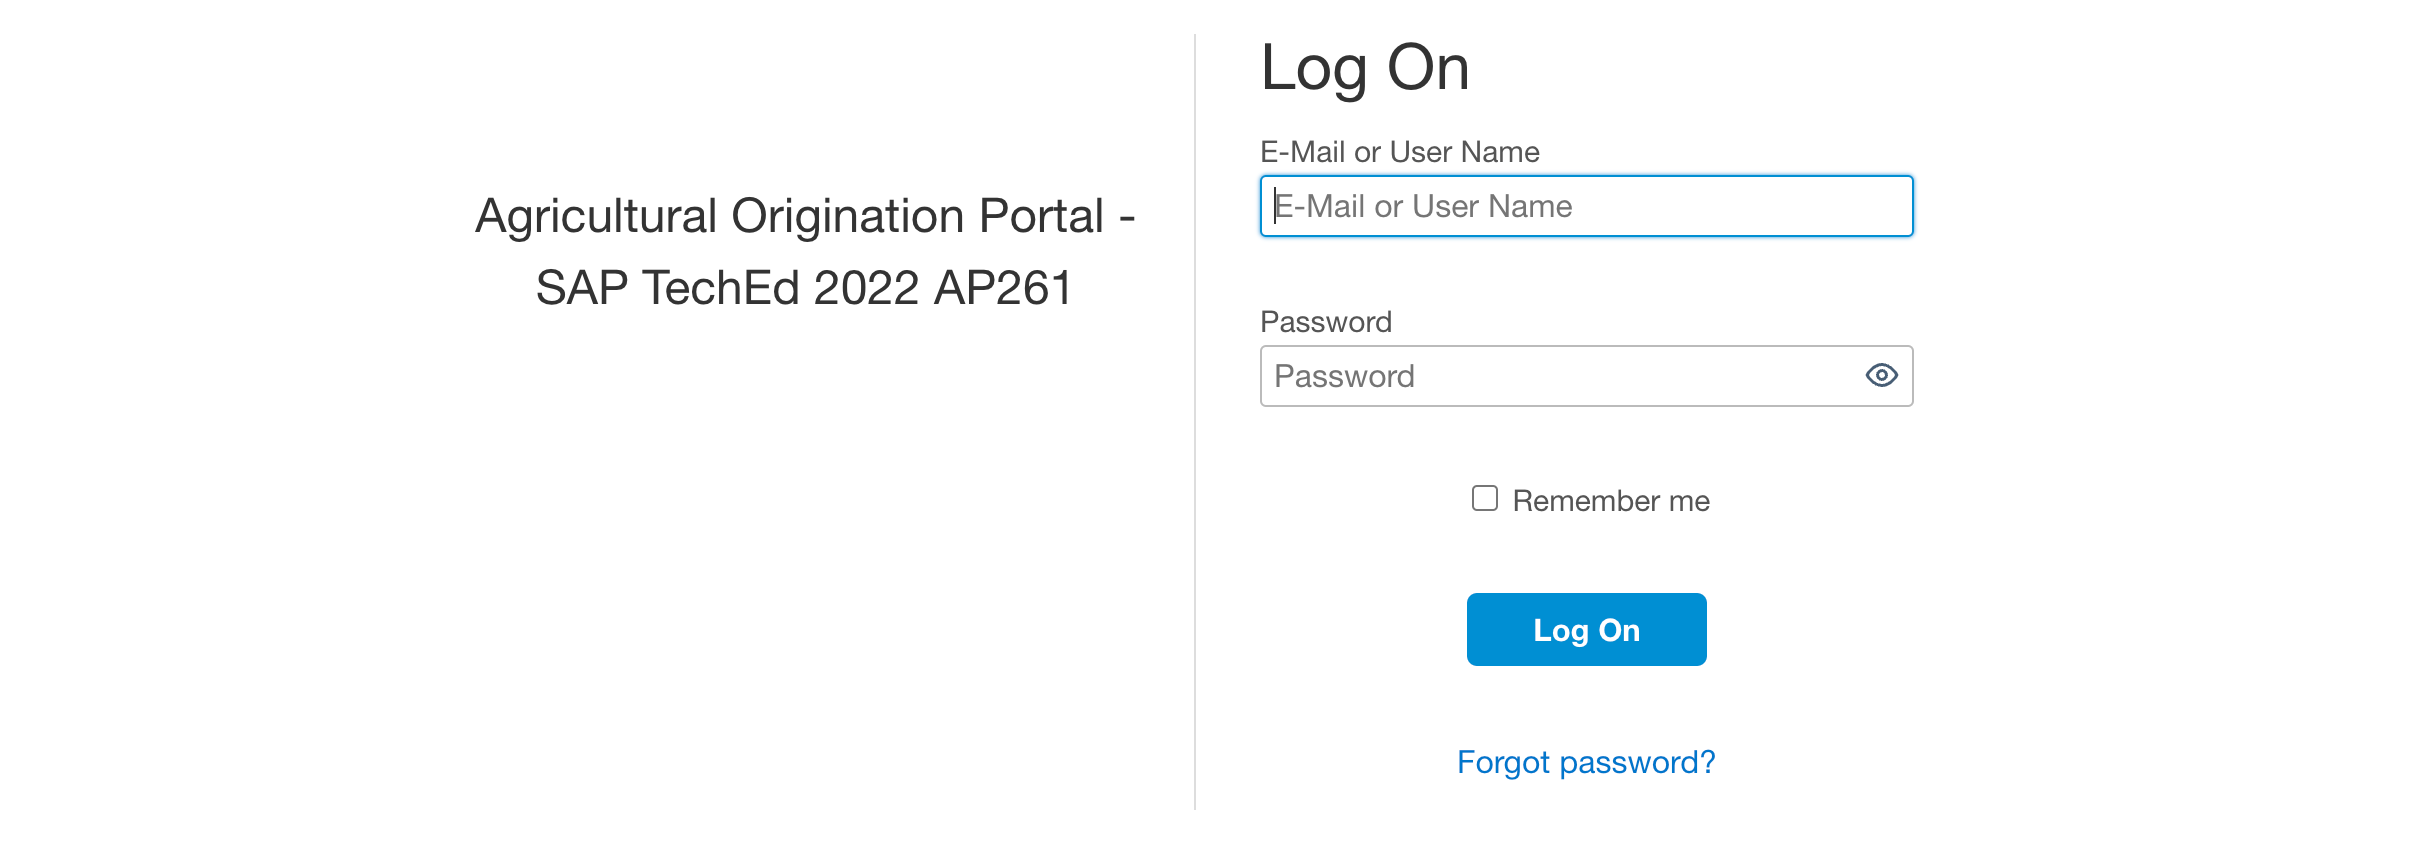 Agricultural Origination Portal -
SAP TechEd 2022 AP261
Log On
E-Mail or User Name
E-Mail or User Name
Password
Password
Remember me
Log On
Forgot password?